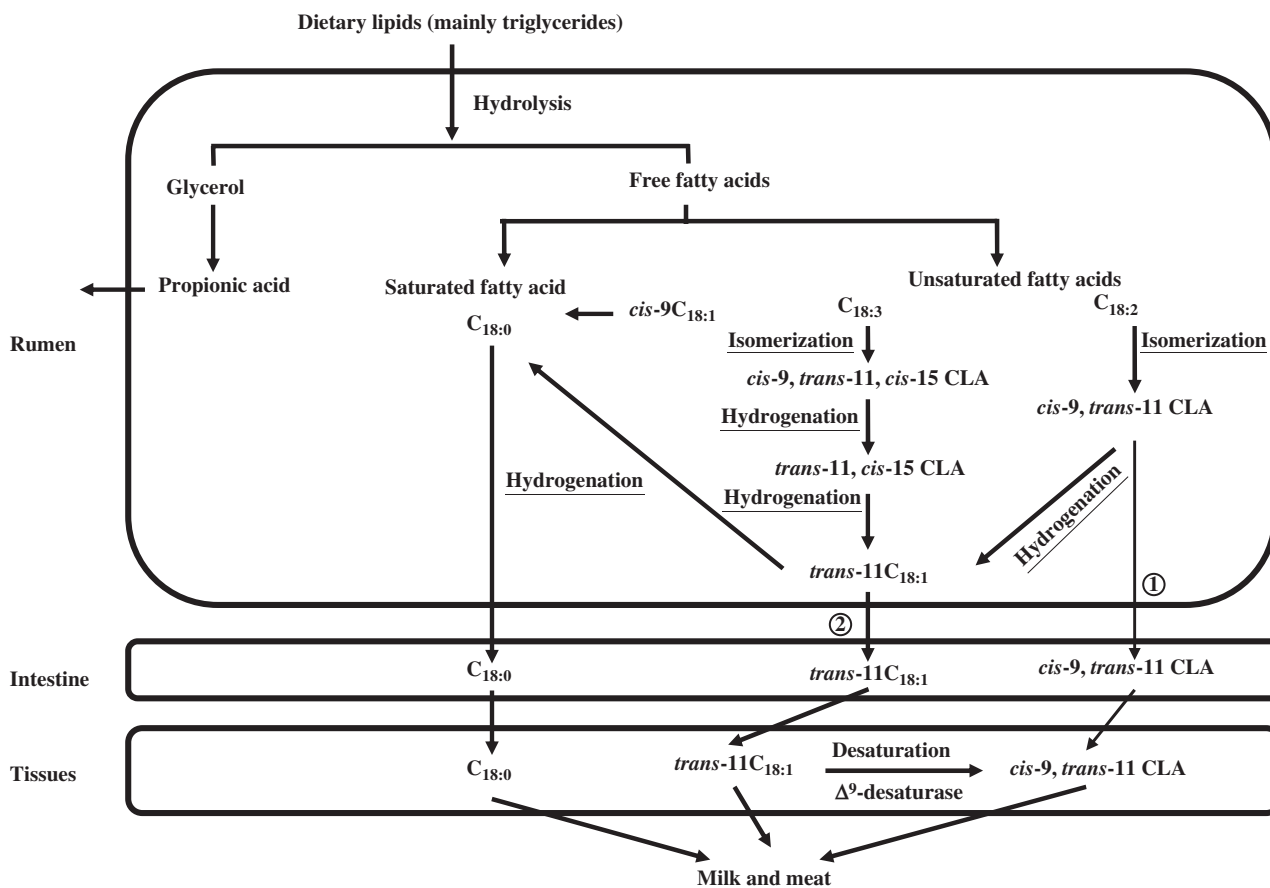 Dietary lipids (mainly triglycerides)
Hydrolysis
Glycerol
Free fatty acids
Propionic acid
Saturated fatty acid
Unsaturated fatty acids
C18:0
cis-9C18:1
C18:3
C18:2
Rumen
Isomerization
Isomerization
cis-9, trans-11, cis-15 CLA
cis-9, trans-11 CLA
Hydrogenation
trans-11, cis-15 CLA
Hydrogenation
Hydrogenation
Hydrogenation
trans-11C18:1
①
②
Intestine
C18:0
trans-11C18:1
cis-9, trans-11 CLA
Tissues
C18:0
trans-11C18:1
Desaturation
Δ9-desaturase
cis-9, trans-11 CLA
Milk and meat